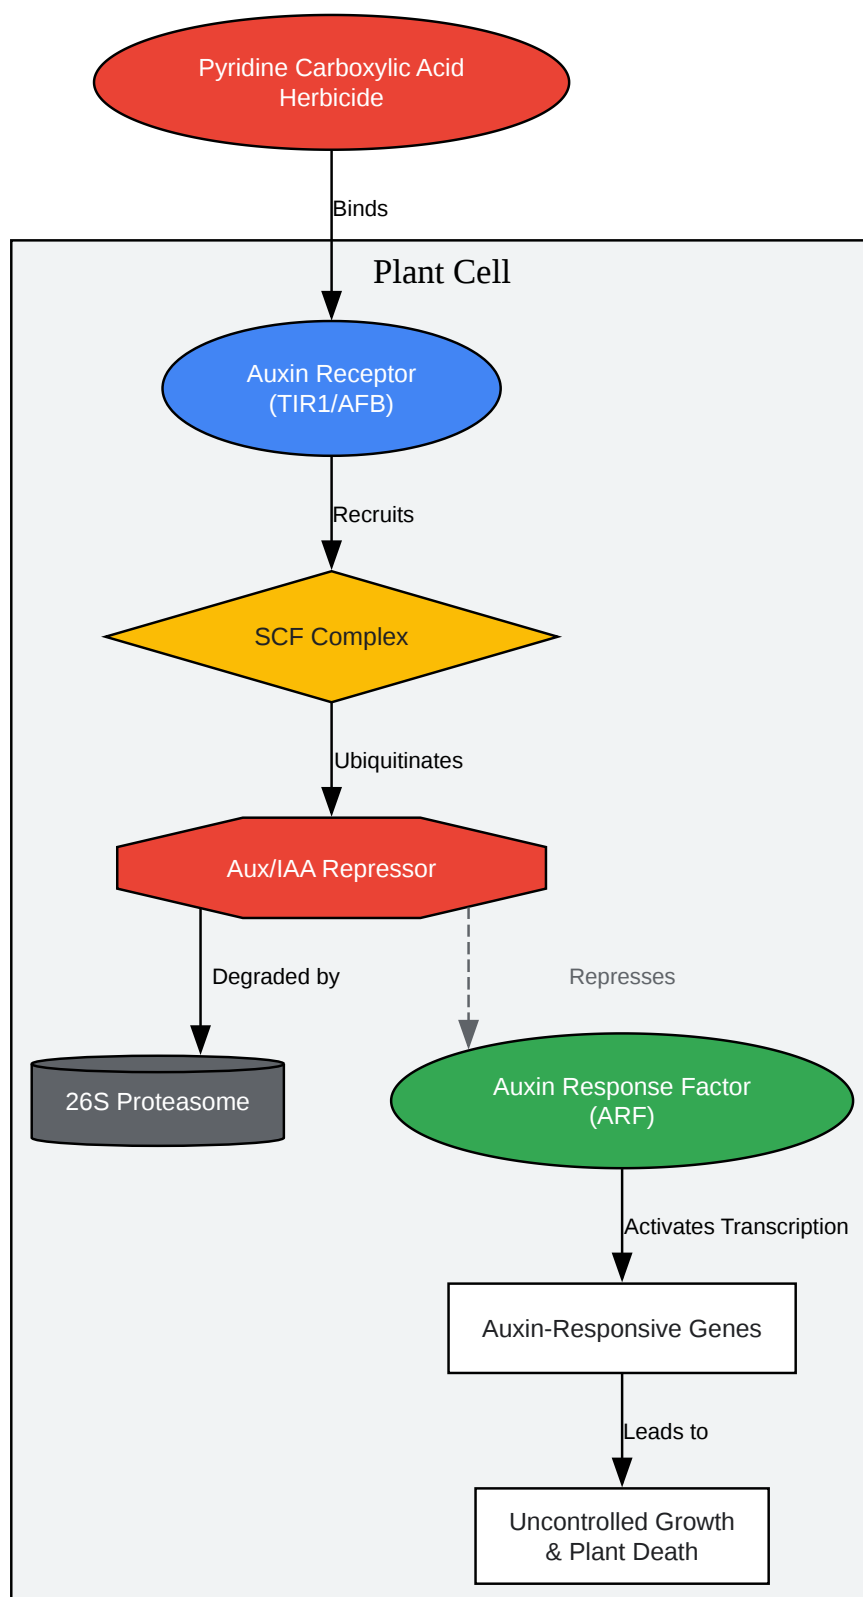 Pyridine Carboxylic Acid
Herbicide
Binds
Plant Cell
Auxin Receptor
(TIR1/AFB)
Recruits
SCF Complex
Ubiquitinates
Aux/IAA Repressor
Degraded by
Represses
26S Proteasome
Auxin Response Factor
(ARF)
Activates Transcription
Auxin-Responsive Genes
Leads to
Uncontrolled Growth
& Plant Death